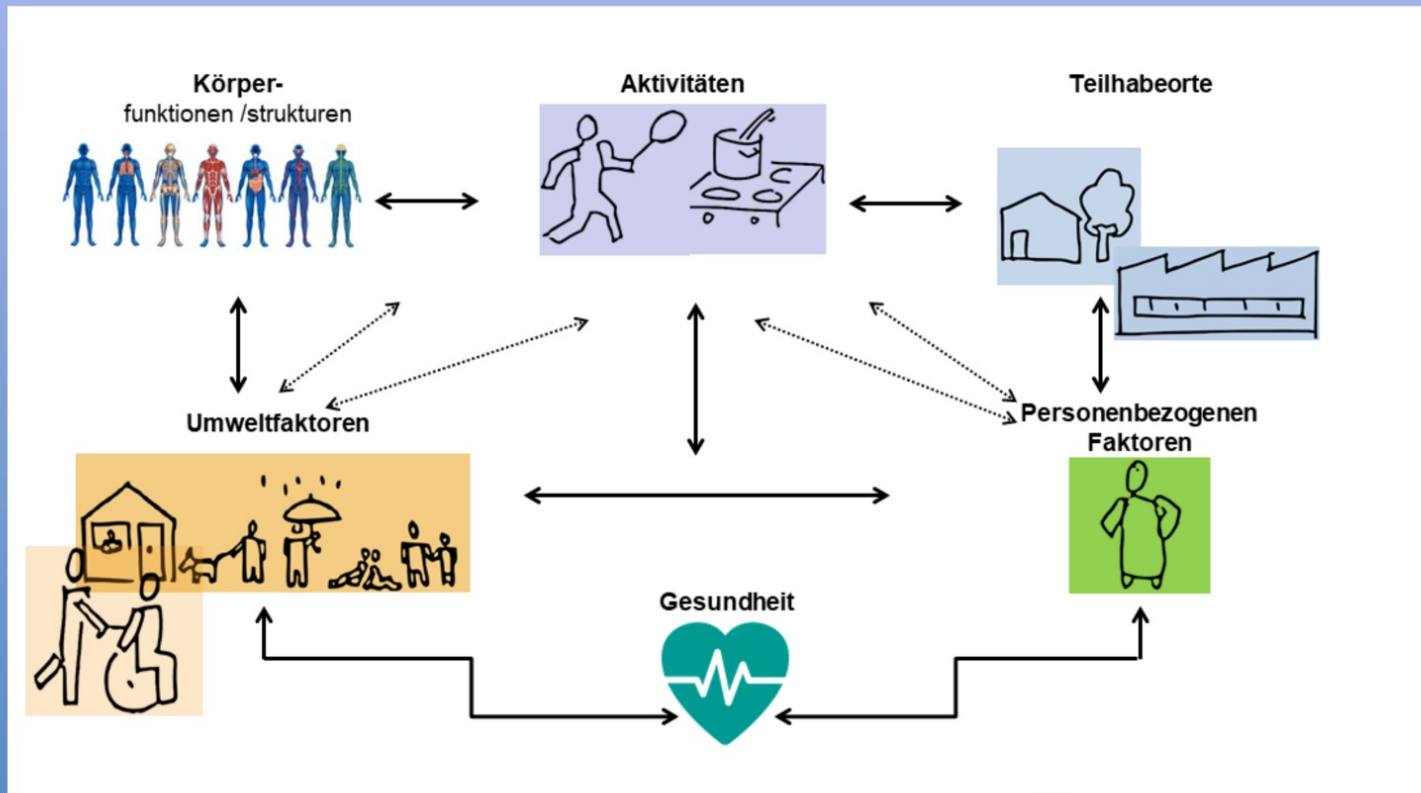 Körper-
funktionen /strukturen
Aktivitäten
Teilhabeorte
Umweltfaktoren
Personenbezogenen
Faktoren
Gesundheit